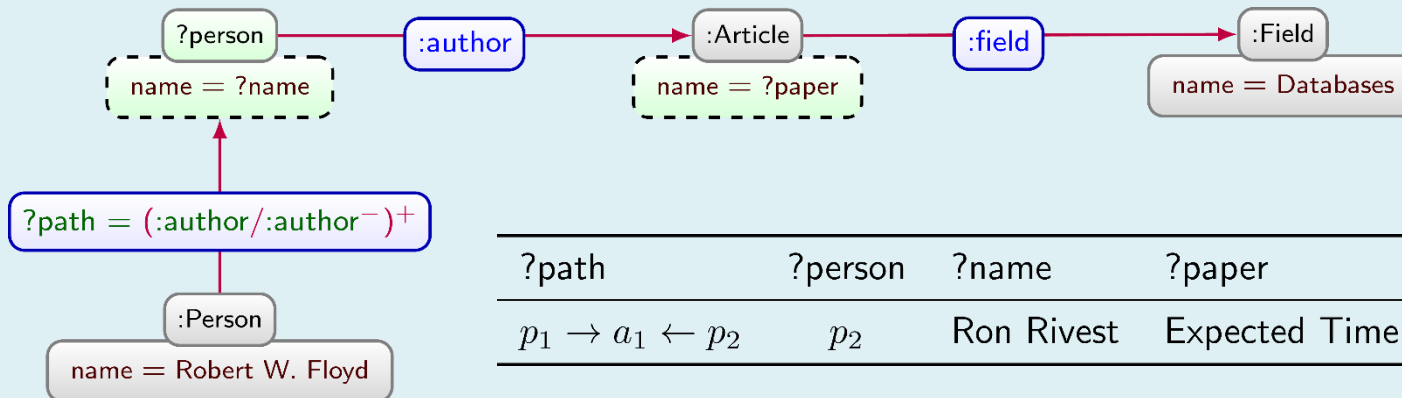 ?person :author :Article :field :Field
name = ?name name = ?paper name = Databases
?path = (:author/:author⁻)⁺
?path ?person ?name ?paper
:Person
p₁ → a₁ ← p₂ p₂ Ron Rivest Expected Time
name = Robert W. Floyd